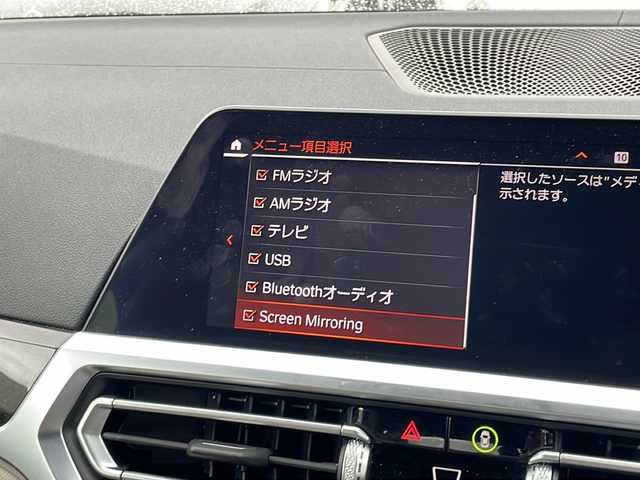 メニュー項目選択
10
FMラジオ
AMラジオ
テレビ
USB
Bluetoothオーディオ
Screen Mirroring
選択したソースは"メデ
示されます。